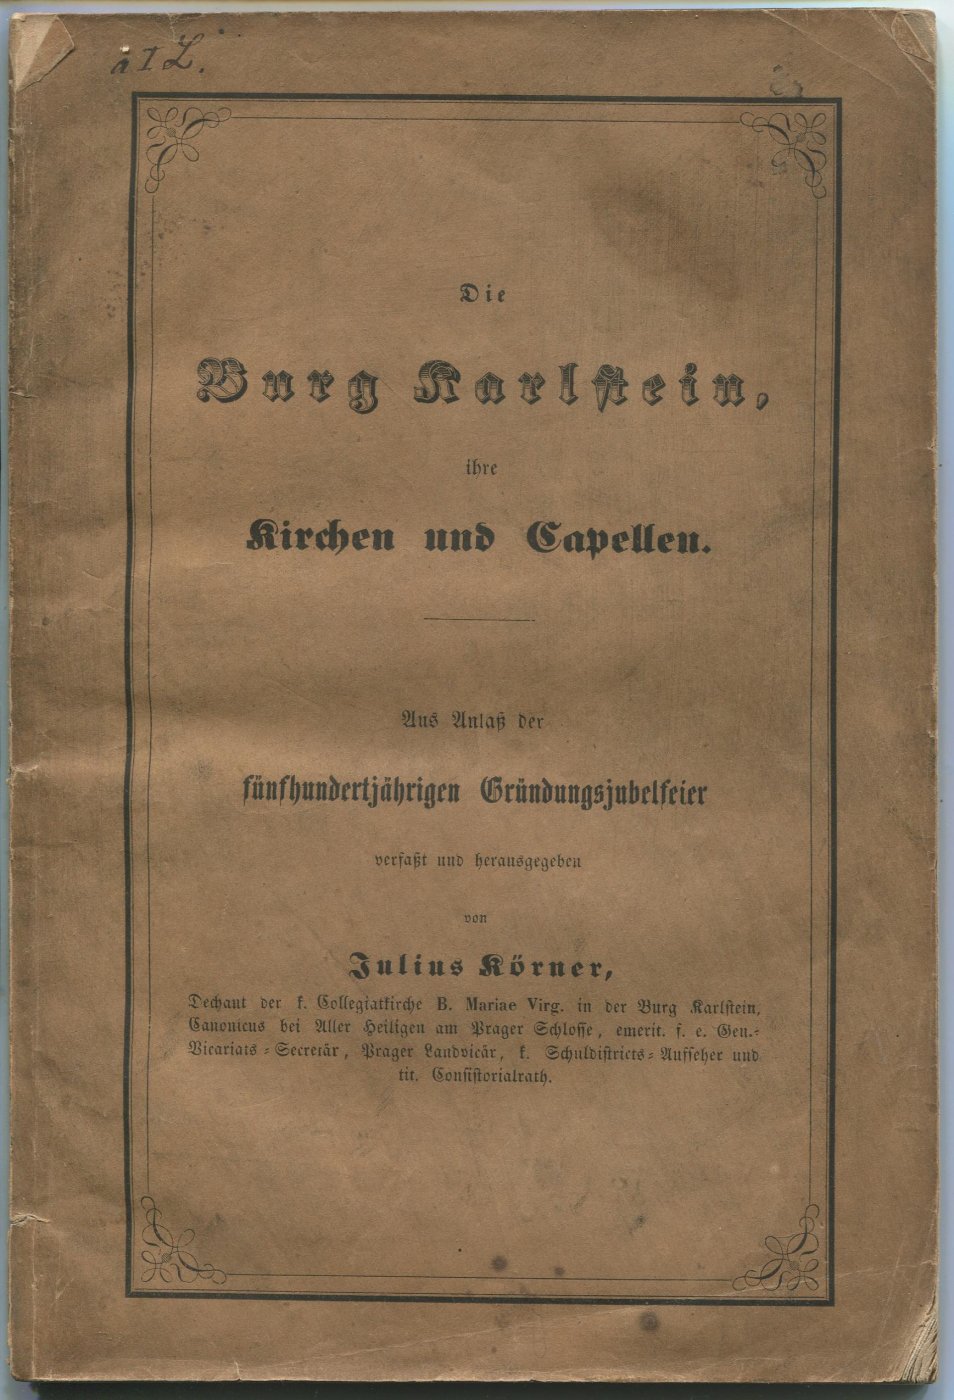 à 1 Z.
Die
Burg Karlstein,
ihre
Kirchen und Capellen.
Aus Anlaß der
fünfhundertjährigen Gründungsjubelfeier
verfaßt und herausgegeben
von
Julius Körner,
Dechant der k. Collegiatkirche B. Mariae Virg. in der Burg Karlstein,
Canonicus bei Aller Heiligen am Prager Schlosse, emerit. f. e. Gen.-
Vicariats-Secretär, Prager Landvicär, k. Schuldistricts-Aufseher und
tit. Consistorialrath.